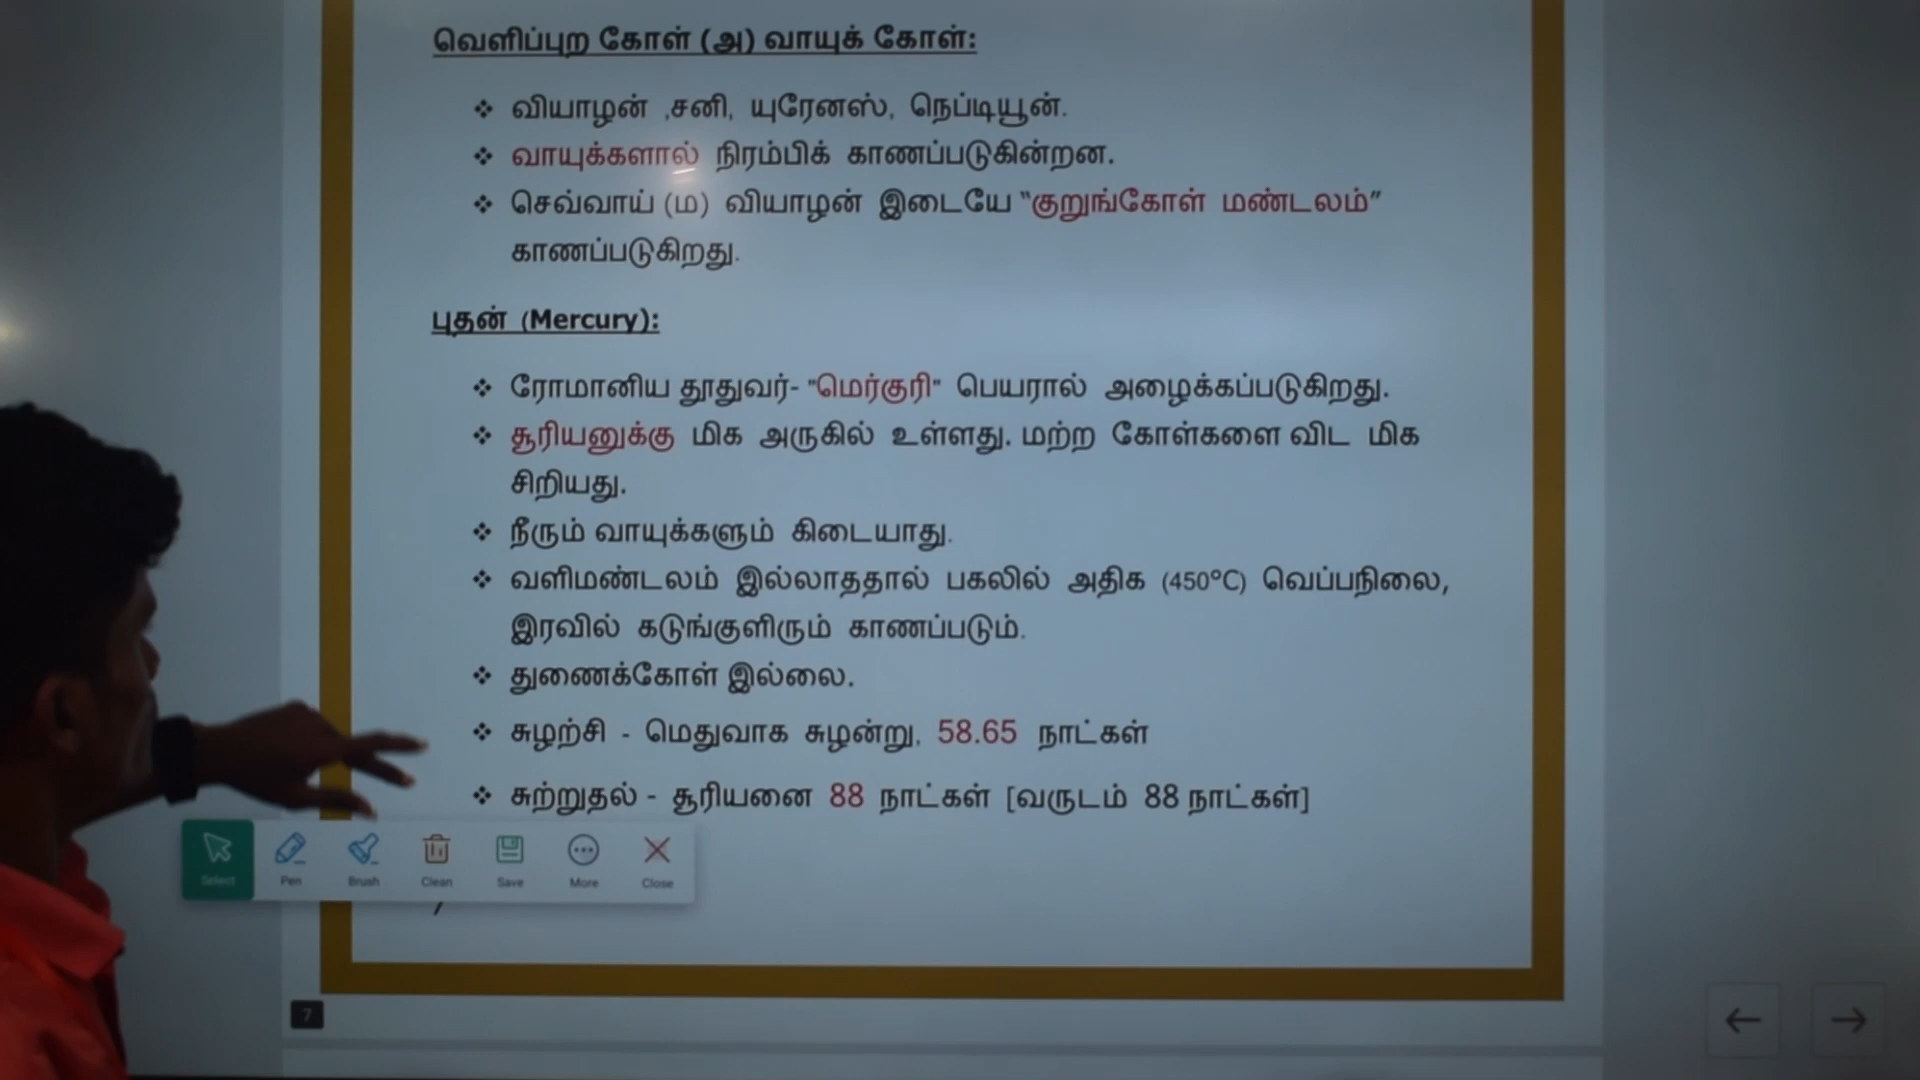 வெளிப்புற கோள் (அ) வாயுக் கோள்:
❖ வியாழன் ,சனி, யுரேனஸ், நெப்டியூன்.
❖ வாயுக்களால் நிரம்பிக் காணப்படுகின்றன.
❖ செவ்வாய் (ம) வியாழன் இடையே "குறுங்கோள் மண்டலம்"
காணப்படுகிறது.
புதன் (Mercury):
❖ ரோமானிய தூதுவர்- "மெர்குரி" பெயரால் அழைக்கப்படுகிறது.
❖ சூரியனுக்கு மிக அருகில் உள்ளது. மற்ற கோள்களை விட மிக
சிறியது.
❖ நீரும் வாயுக்களும் கிடையாது.
❖ வளிமண்டலம் இல்லாததால் பகலில் அதிக (450°C) வெப்பநிலை,
இரவில் கடுங்குளிரும் காணப்படும்.
❖ துணைக்கோள் இல்லை.
❖ சுழற்சி - மெதுவாக சுழன்று, 58.65 நாட்கள்
❖ சுற்றுதல் - சூரியனை 88 நாட்கள் [வருடம் 88 நாட்கள்]
Select Pen Brush Clean Save More Close
7